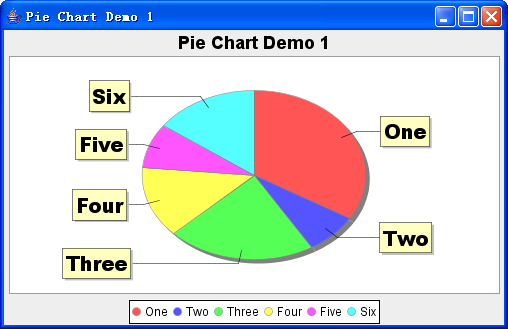 Pie Chart Demo 1
Pie Chart Demo 1
Six
One
Five
Four
Two
Three
One Two Three Four Five Six